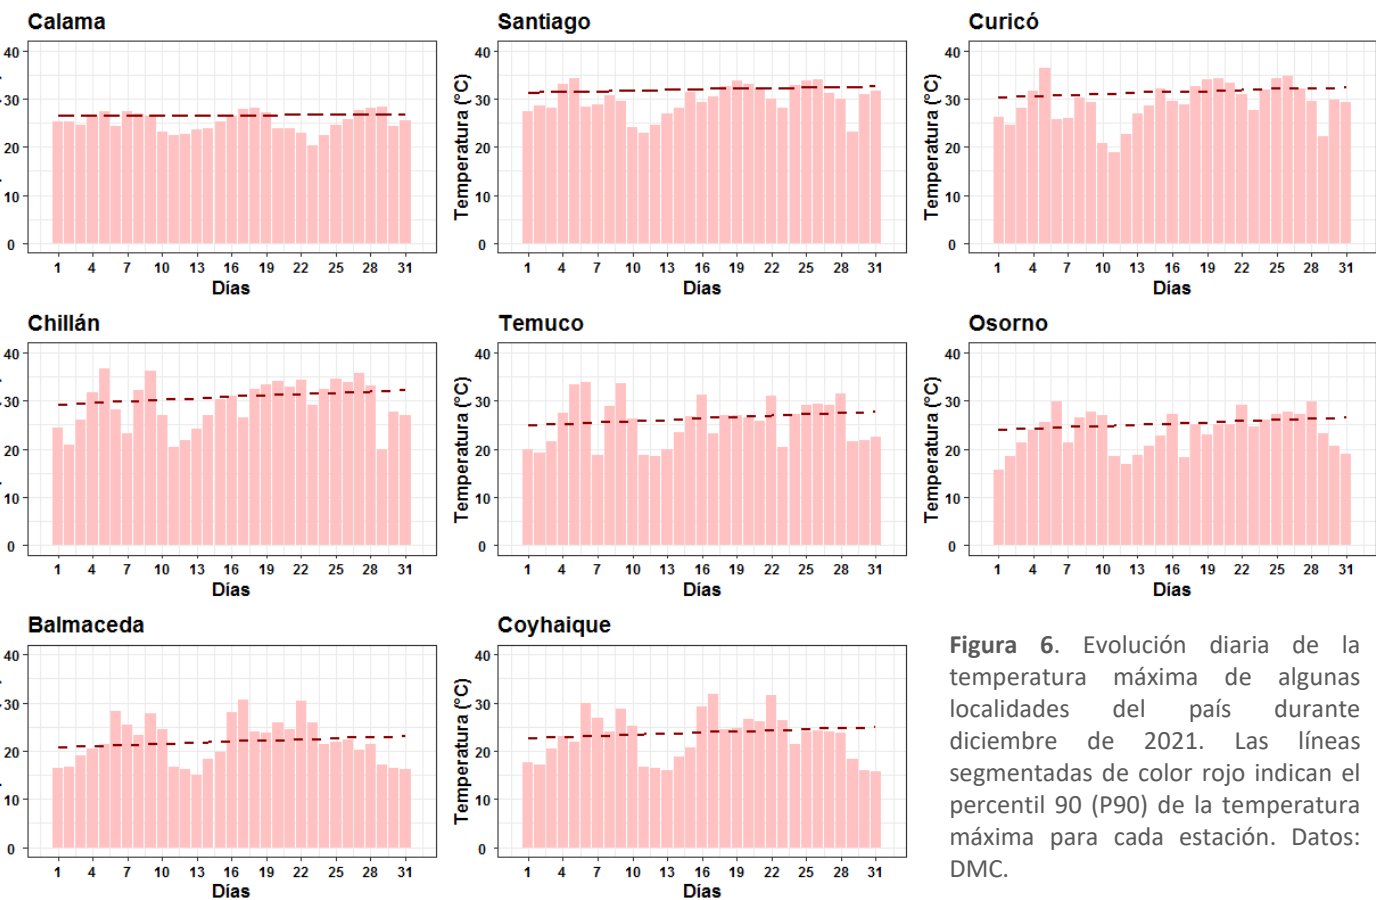 Calama
Santiago
Curicó
40
30
20
10
0
1 4 7 10 13 16 19 22 25 28 31
Días
Temperatura (°C)
40
30
20
10
0
1 4 7 10 13 16 19 22 25 28 31
Días
Temperatura (°C)
40
30
20
10
0
1 4 7 10 13 16 19 22 25 28 31
Días
Chillán
Temuco
Osorno
40
30
20
10
0
1 4 7 10 13 16 19 22 25 28 31
Días
Temperatura (°C)
40
30
20
10
0
1 4 7 10 13 16 19 22 25 28 31
Días
Temperatura (°C)
40
30
20
10
0
1 4 7 10 13 16 19 22 25 28 31
Días
Balmaceda
Coyhaique
40
30
20
10
0
1 4 7 10 13 16 19 22 25 28 31
Días
Temperatura (°C)
40
30
20
10
0
1 4 7 10 13 16 19 22 25 28 31
Días
Figura 6. Evolución diaria de la
temperatura máxima de algunas
localidades del país durante
diciembre de 2021. Las líneas
segmentadas de color rojo indican el
percentil 90 (P90) de la temperatura
máxima para cada estación. Datos:
DMC.